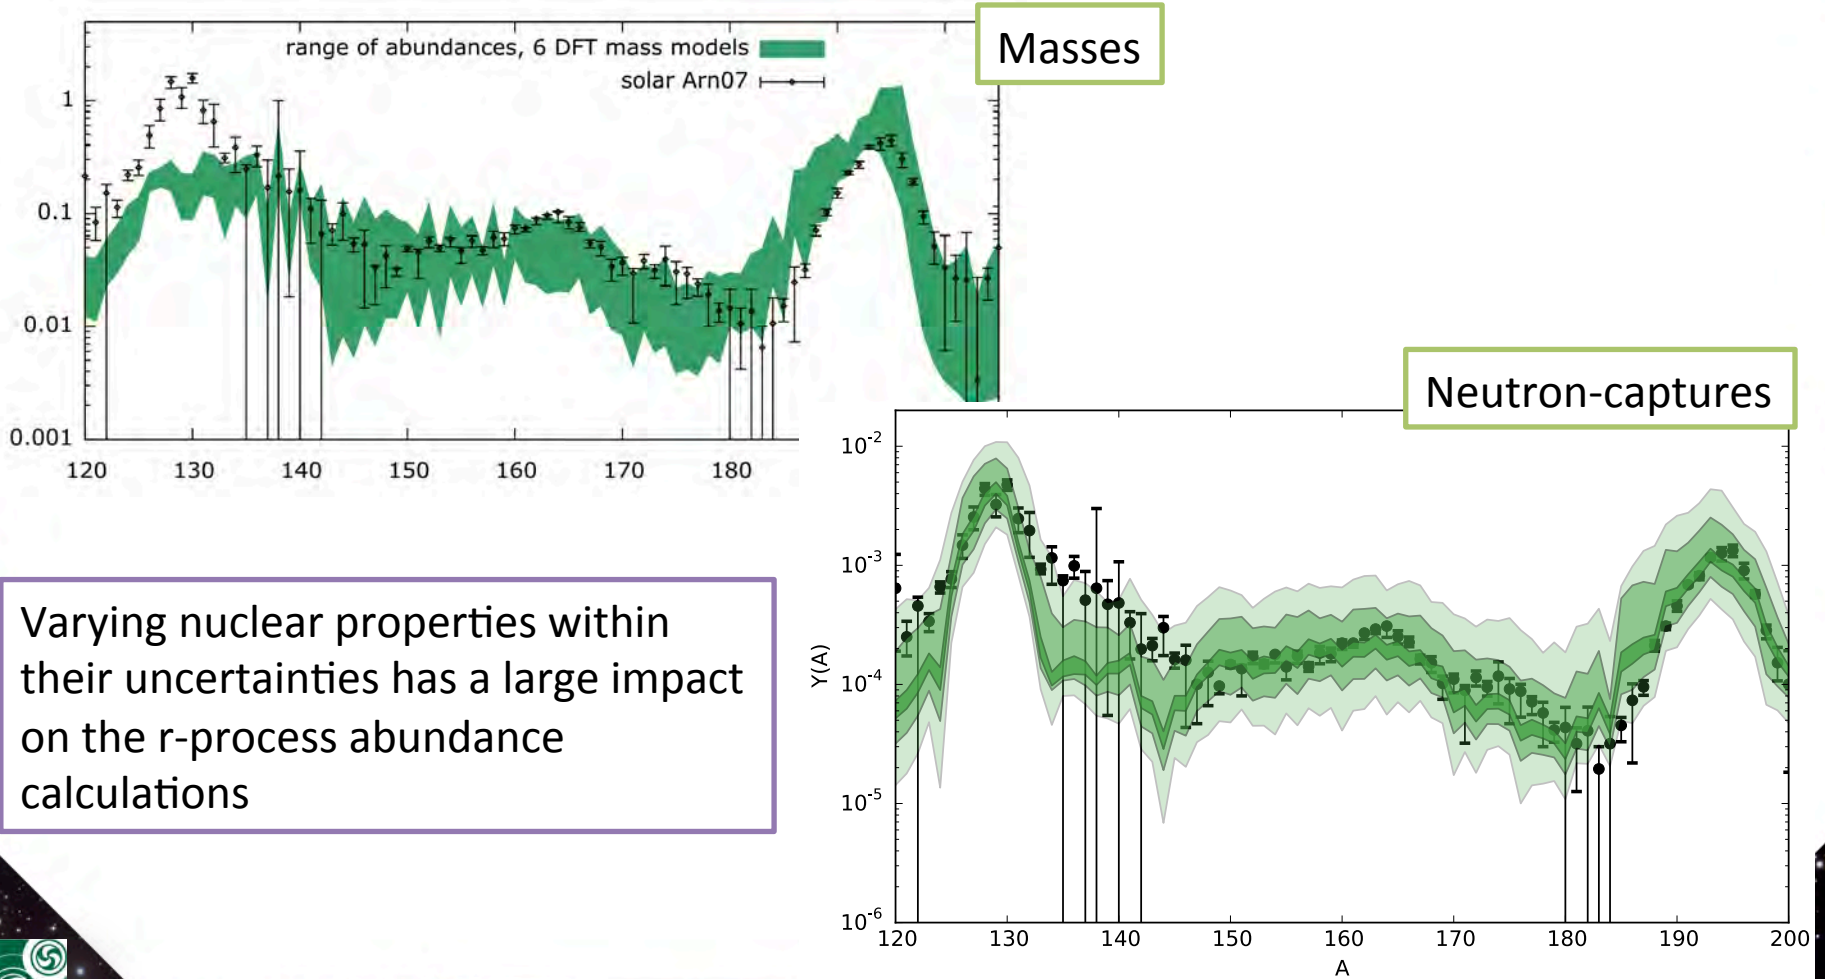 range of abundances, 6 DFT mass models
solar Arn07
Masses
1
0.1
0.01
0.001
120 130 140 150 160 170 180
Neutron-captures
Varying nuclear properties within
their uncertainties has a large impact
on the r-process abundance
calculations
10⁻²
10⁻³
10⁻⁴
10⁻⁵
10⁻⁶
Y(A)
120 130 140 150 160 170 180 190 200
A